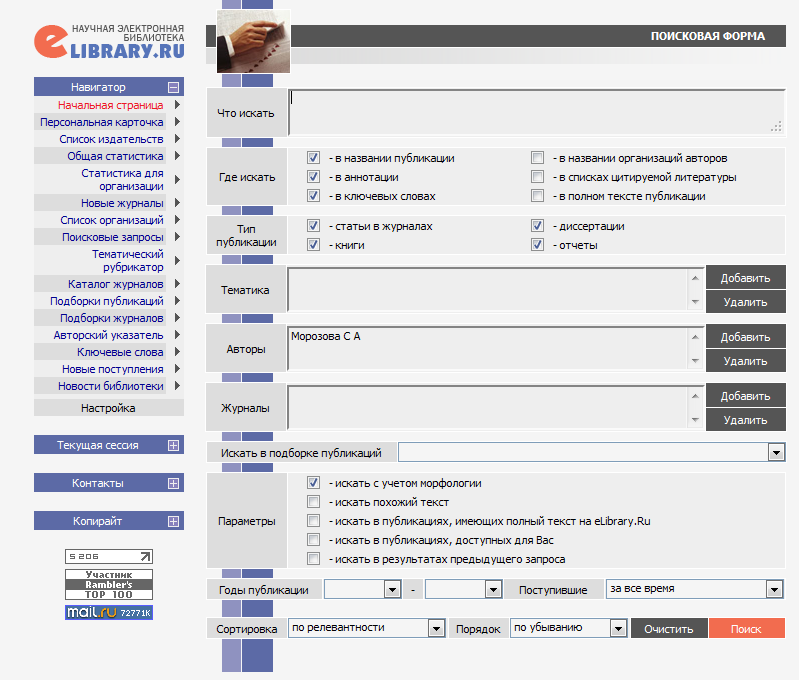 НАУЧНАЯ ЭЛЕКТРОННАЯ
БИБЛИОТЕКА
eLIBRARY.RU
ПОИСКОВАЯ ФОРМА
Навигатор
Начальная страница
Персональная карточка
Список издательств
Общая статистика
Статистика для
организации
Новые журналы
Список организаций
Поисковые запросы
Тематический
рубрикатор
Каталог журналов
Подборки публикаций
Подборки журналов
Авторский указатель
Ключевые слова
Новые поступления
Новости библиотеки
Настройка
Текущая сессия
Контакты
Копирайт
5 206
Участник
Rambler's
TOP 100
mail.ru 72771K
Что искать
Где искать
- в названии публикации
- в названии организаций авторов
- в аннотации
- в списках цитируемой литературы
- в ключевых словах
- в полном тексте публикации
Тип
публикации
- статьи в журналах
- диссертации
- книги
- отчеты
Тематика
Добавить
Удалить
Авторы
Морозова С А
Добавить
Удалить
Журналы
Добавить
Удалить
Искать в подборке публикаций
Параметры
- искать с учетом морфологии
- искать похожий текст
- искать в публикациях, имеющих полный текст на eLibrary.Ru
- искать в публикациях, доступных для Вас
- искать в результатах предыдущего запроса
Годы публикации - Поступившие за все время
Сортировка по релевантности Порядок по убыванию Очистить Поиск